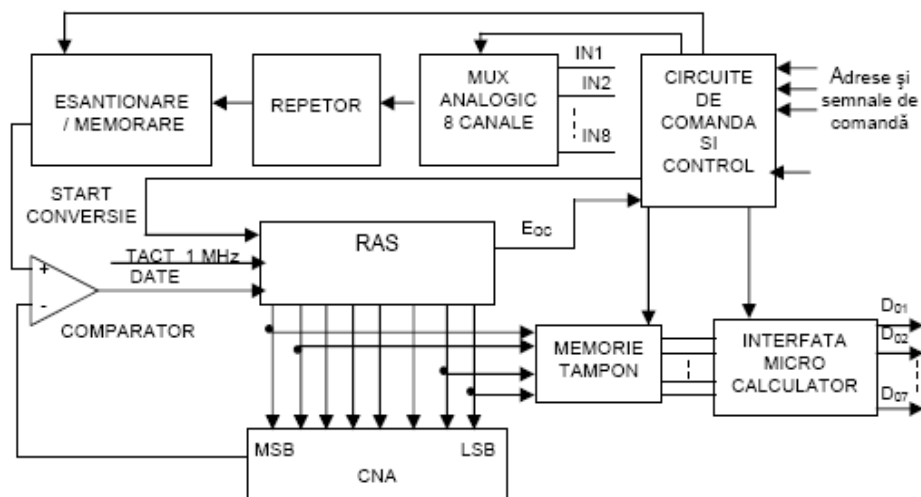 ESANTIONARE
/ MEMORARE
REPETOR
MUX
ANALOGIC
8 CANALE
IN1
IN2
IN8
CIRCUITE
DE
COMANDA
SI
CONTROL
Adrese şi
semnale de
comandă
START
CONVERSIE
TACT 1 MHz
DATE
RAS
EOC
+
-
COMPARATOR
MEMORIE
TAMPON
INTERFATA
MICRO
CALCULATOR
D01
D02
D07
MSB
LSB
CNA